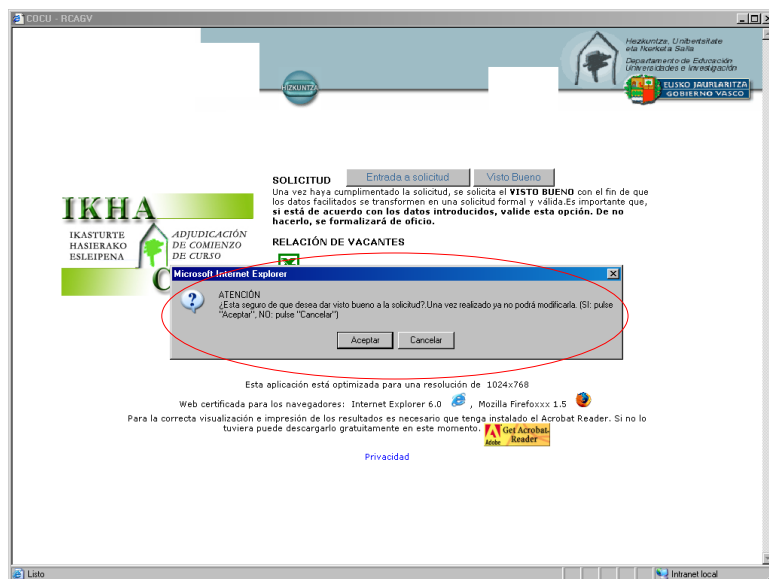 COCU - RCAGV
Hezkuntza, Unibertsitate
eta Ikerketa Saila
Departamento de Educación
Universidades e Investigación
EUSKO JAURLARITZA
GOBIERNO VASCO
HIZKUNTZA
SOLICITUD
Entrada a solicitud
Visto Bueno
Una vez haya cumplimentado la solicitud, se solicita el VISTO BUENO con el fin de que
los datos facilitados se transformen en una solicitud formal y válida.Es importante que,
si está de acuerdo con los datos introducidos, valide esta opción. De no
hacerlo, se formalizará de oficio.
RELACIÓN DE VACANTES
IKHA
IKASTURTE
HASIERAKO
ESLEIPENA
ADJUDICACIÓN
DE COMIENZO
DE CURSO
C
Microsoft Internet Explorer
ATENCIÓN
¿Esta seguro de que desea dar visto bueno a la solicitud?.Una vez realizado ya no podrá modificarla. (SI: pulse
"Aceptar", NO: pulse "Cancelar")
Aceptar
Cancelar
Esta aplicación está optimizada para una resolución de 1024x768
Web certificada para los navegadores: Internet Explorer 6.0 , Mozilla Firefoxxx 1.5
Para la correcta visualización e impresión de los resultados es necesario que tenga instalado el Acrobat Reader. Si no lo
tuviera puede descargarlo gratuitamente en este momento.
Get Acrobat
Adobe Reader
Privacidad
Listo
Intranet local